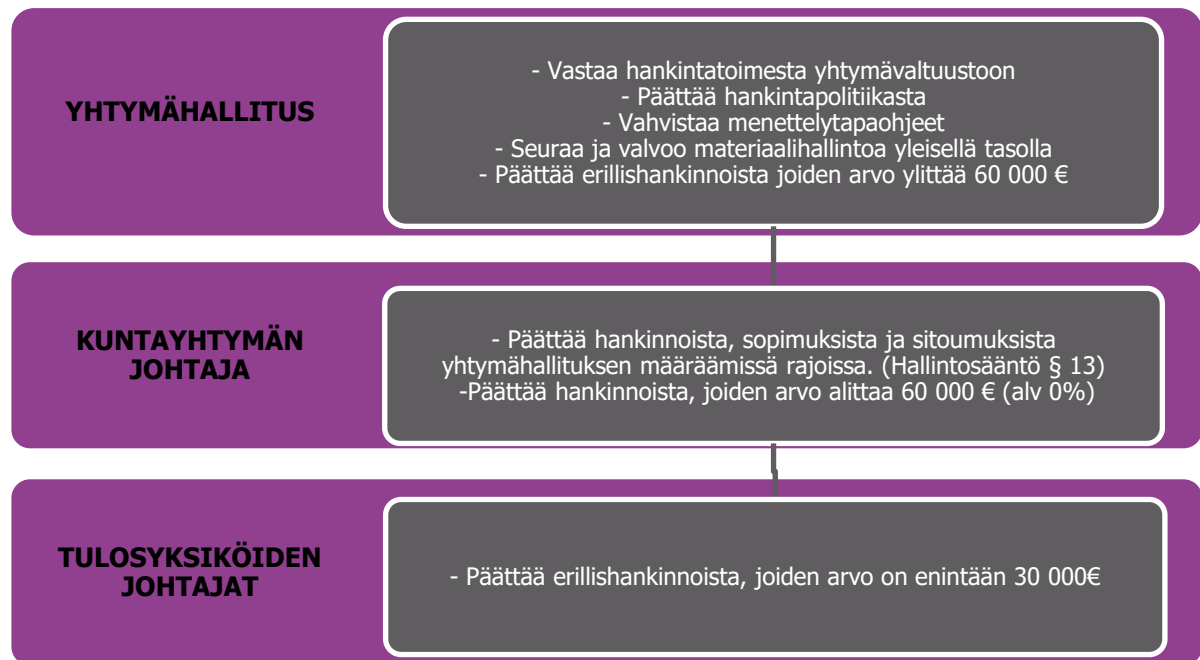 YHTYMÄHALLITUS
- Vastaa hankintatoimesta yhtymävaltuustoon
- Päättää hankintapolitiikasta
- Vahvistaa menettelytapaohjeet
- Seuraa ja valvoo materiaalihallintoa yleisellä tasolla
- Päättää erillishankinnoista joiden arvo ylittää 60 000 €
KUNTAYHTYMÄN
JOHTAJA
- Päättää hankinnoista, sopimuksista ja sitoumuksista
yhtymähallituksen määräämissä rajoissa. (Hallintosääntö § 13)
-Päättää hankinnoista, joiden arvo alittaa 60 000 € (alv 0%)
TULOSYKSIKÖIDEN
JOHTAJAT
- Päättää erillishankinnoista, joiden arvo on enintään 30 000€